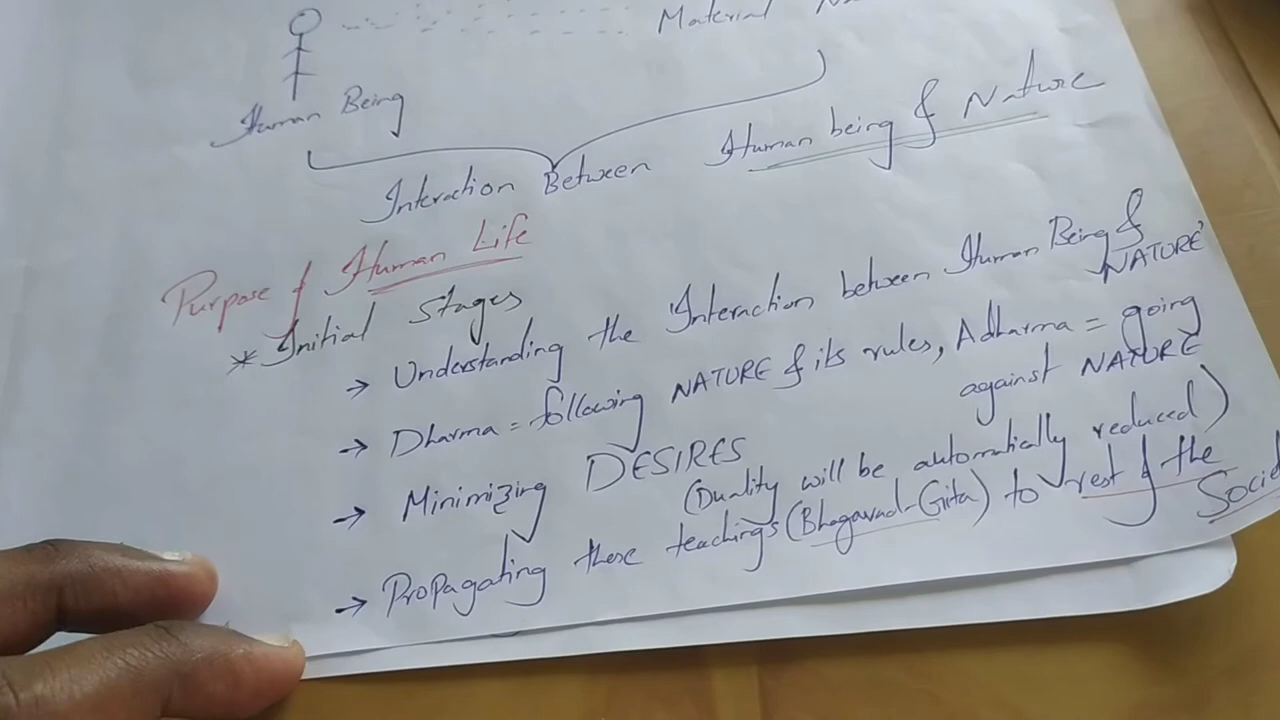 Material
Human Being
Interaction Between Human being & Nature
Purpose of Human Life
* Initial Stages
→ Understanding the Interaction between Human Being &
NATURE
→ Dharma = following NATURE & its rules, Adharma = going
against NATURE
→ Minimizing DESIRES
(Duality will be automatically reduced)
→ Propagating these teachings (Bhagavad-Gita) to rest of the